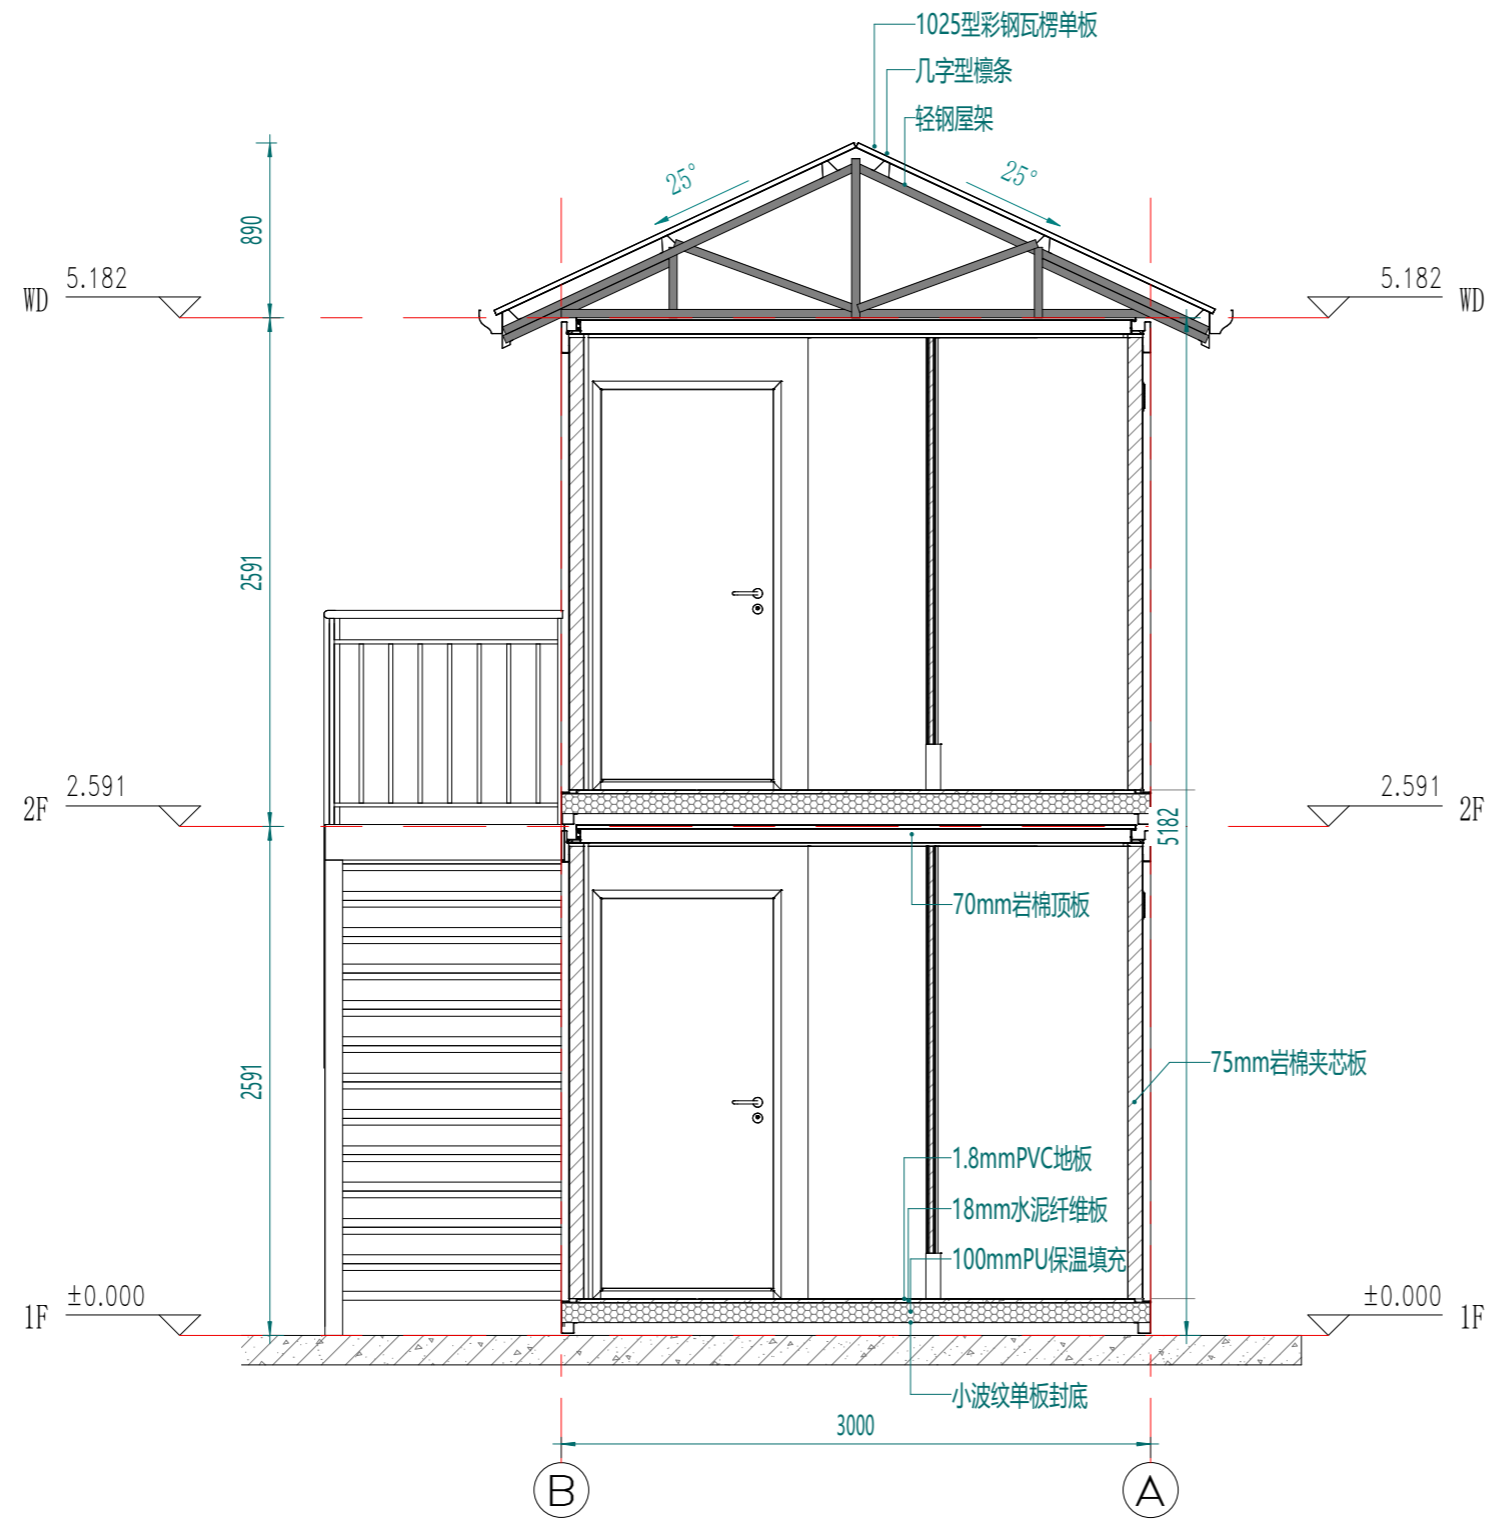 1025型彩钢瓦楞单板
几字型檩条
轻钢屋架
25°
25°
890
WD
5.182
5.182
WD
2591
2F
2.591
2.591
2F
5182
70mm岩棉顶板
75mm岩棉夹芯板
2591
1.8mmPVC地板
18mm水泥纤维板
100mmPU保温填充
1F
±0.000
±0.000
1F
小波纹单板封底
3000
B
A